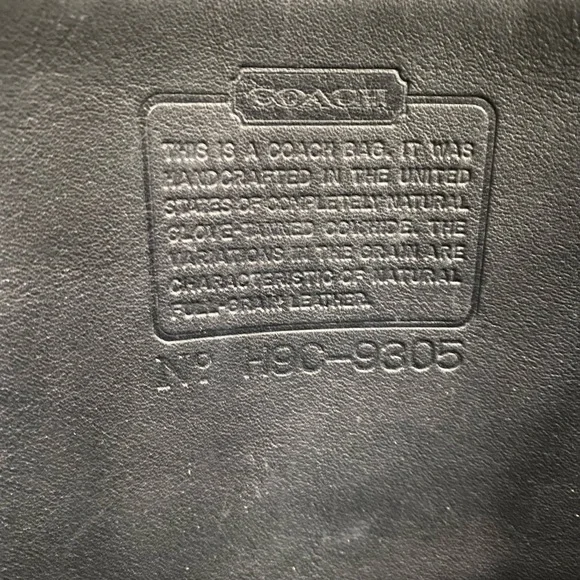 COACH
THIS IS A COACH BAG. IT WAS
HANDCRAFTED IN THE UNITED
STATES OF COMPLETELY NATURAL
GLOVE-TANNED COWHIDE. THE
VARIATIONS IN THE GRAIN ARE
CHARACTERISTIC OF NATURAL
FULL-GRAIN LEATHER.
Nº H9C-9305